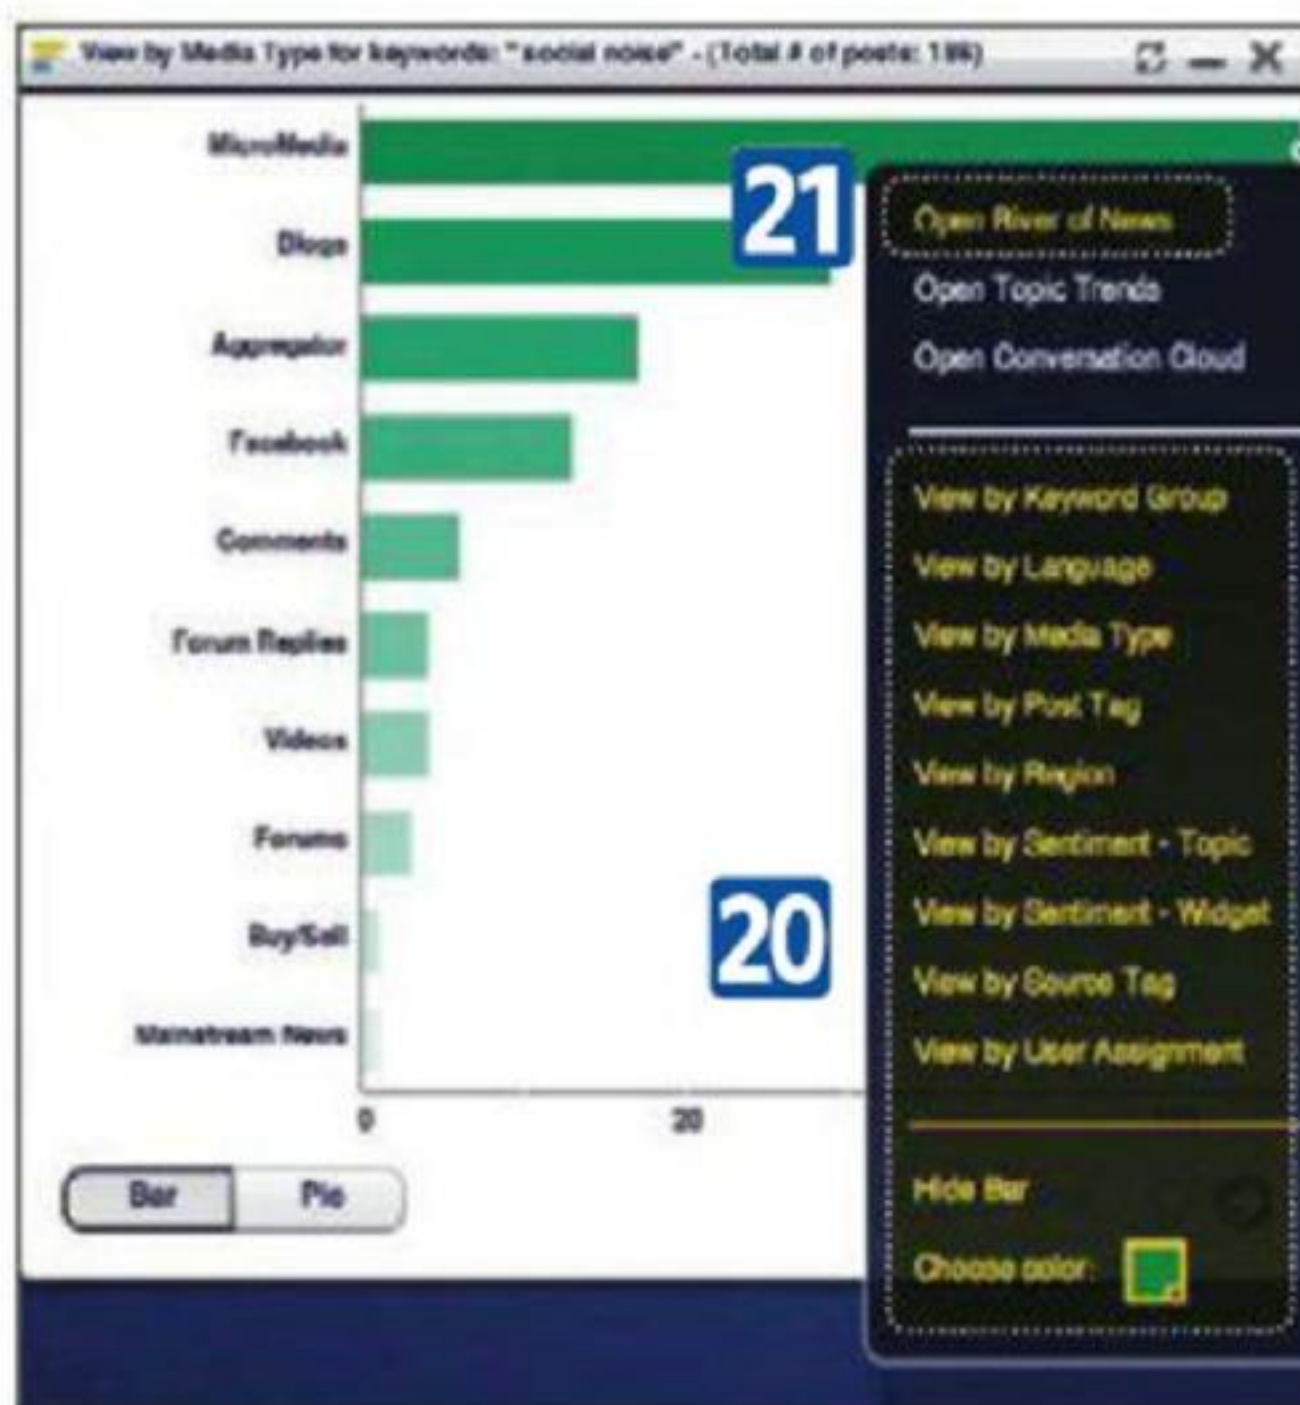 View by Media Type for keywords: "social noise" - (Total # of posts: 186)
MicroMedia
21
Open River of News
Blogs
Open Topic Trends
Aggregator
Open Conversation Cloud
Facebook
View by Keyword Group
Comments
View by Language
Forum Replies
View by Media Type
View by Post Tag
Videos
View by Region
Forums
View by Sentiment - Topic
Buy/Sell
20
View by Sentiment - Widget
View by Source Tag
Mainstream News
View by User Assignment
0 20
Bar Pie
Hide Bar
Choose color: